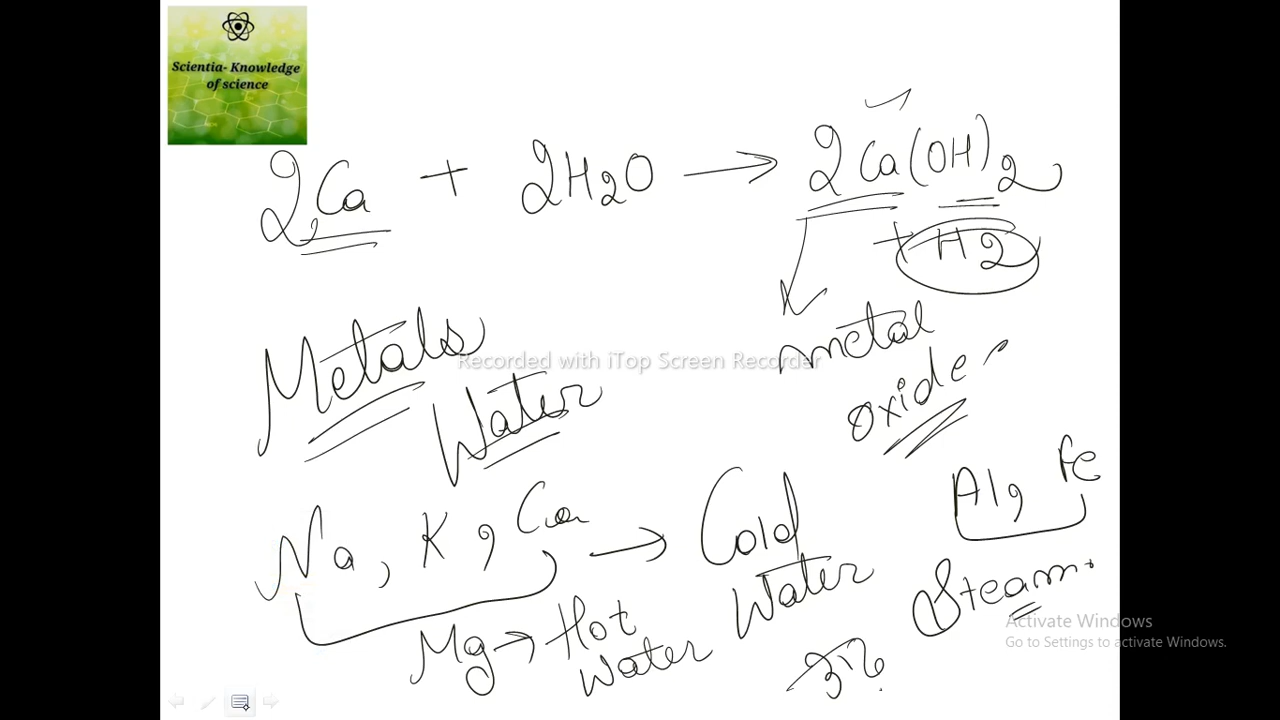 Scientia- Knowledge
of science
2Ca + 2H2O → 2Ca(OH)2
+ H2
Metals
Water
metal
oxide
Recorded with iTop Screen Recorder
Na, K, Ca → Cold
Water
Al, Fe
Steam.
Mg → Hot
Water
Activate Windows
Go to Settings to activate Windows.